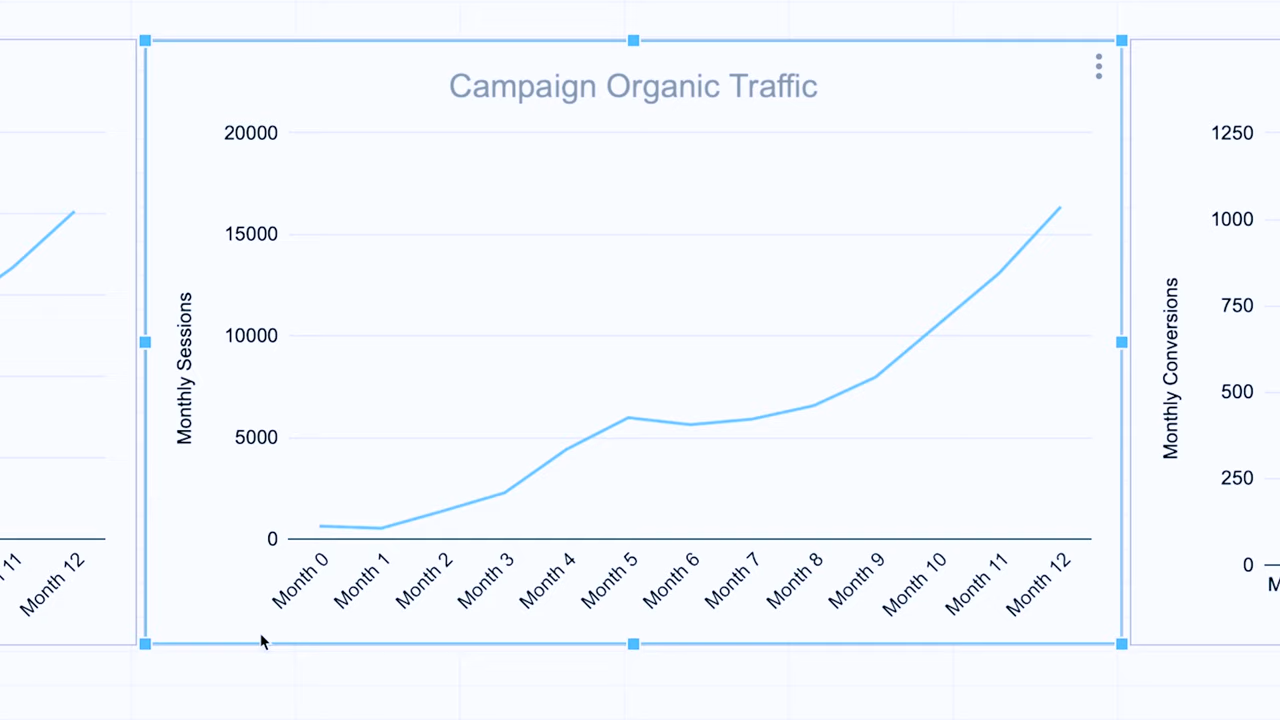 Campaign Organic Traffic
20000
15000
10000
5000
0
Monthly Sessions
Month 0
Month 1
Month 2
Month 3
Month 4
Month 5
Month 6
Month 7
Month 8
Month 9
Month 10
Month 11
Month 12
11
Month 12
1250
1000
750
500
250
0
Monthly Conversions
M